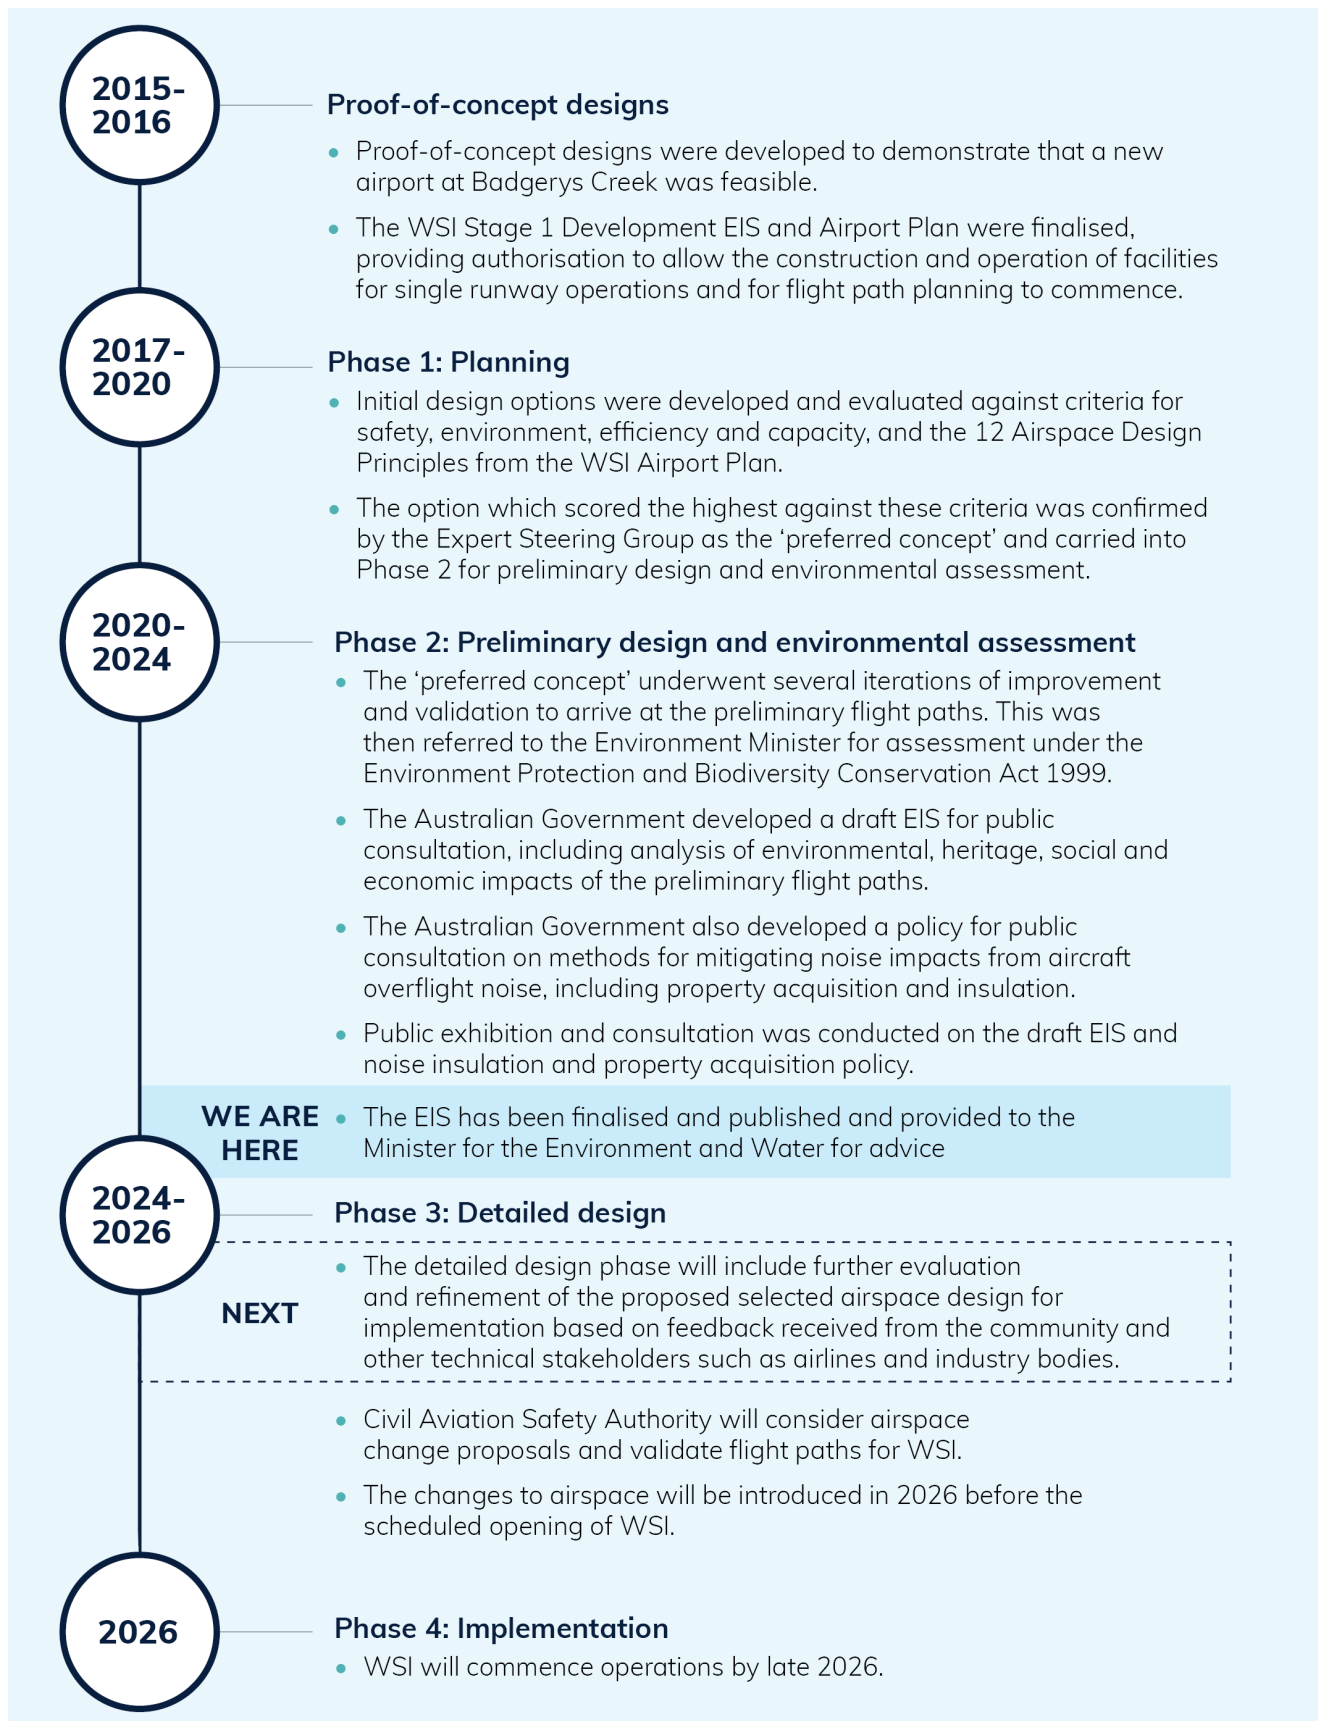 2015-
2016
Proof-of-concept designs
• Proof-of-concept designs were developed to demonstrate that a new
airport at Badgerys Creek was feasible.
• The WSI Stage 1 Development EIS and Airport Plan were finalised,
providing authorisation to allow the construction and operation of facilities
for single runway operations and for flight path planning to commence.
2017-
2020
Phase 1: Planning
• Initial design options were developed and evaluated against criteria for
safety, environment, efficiency and capacity, and the 12 Airspace Design
Principles from the WSI Airport Plan.
• The option which scored the highest against these criteria was confirmed
by the Expert Steering Group as the ‘preferred concept’ and carried into
Phase 2 for preliminary design and environmental assessment.
2020-
2024
Phase 2: Preliminary design and environmental assessment
• The ‘preferred concept’ underwent several iterations of improvement
and validation to arrive at the preliminary flight paths. This was
then referred to the Environment Minister for assessment under the
Environment Protection and Biodiversity Conservation Act 1999.
• The Australian Government developed a draft EIS for public
consultation, including analysis of environmental, heritage, social and
economic impacts of the preliminary flight paths.
• The Australian Government also developed a policy for public
consultation on methods for mitigating noise impacts from aircraft
overflight noise, including property acquisition and insulation.
• Public exhibition and consultation was conducted on the draft EIS and
noise insulation and property acquisition policy.
WE ARE
HERE
• The EIS has been finalised and published and provided to the
Minister for the Environment and Water for advice
2024-
2026
Phase 3: Detailed design
NEXT
• The detailed design phase will include further evaluation
and refinement of the proposed selected airspace design for
implementation based on feedback received from the community and
other technical stakeholders such as airlines and industry bodies.
• Civil Aviation Safety Authority will consider airspace
change proposals and validate flight paths for WSI.
• The changes to airspace will be introduced in 2026 before the
scheduled opening of WSI.
2026
Phase 4: Implementation
• WSI will commence operations by late 2026.